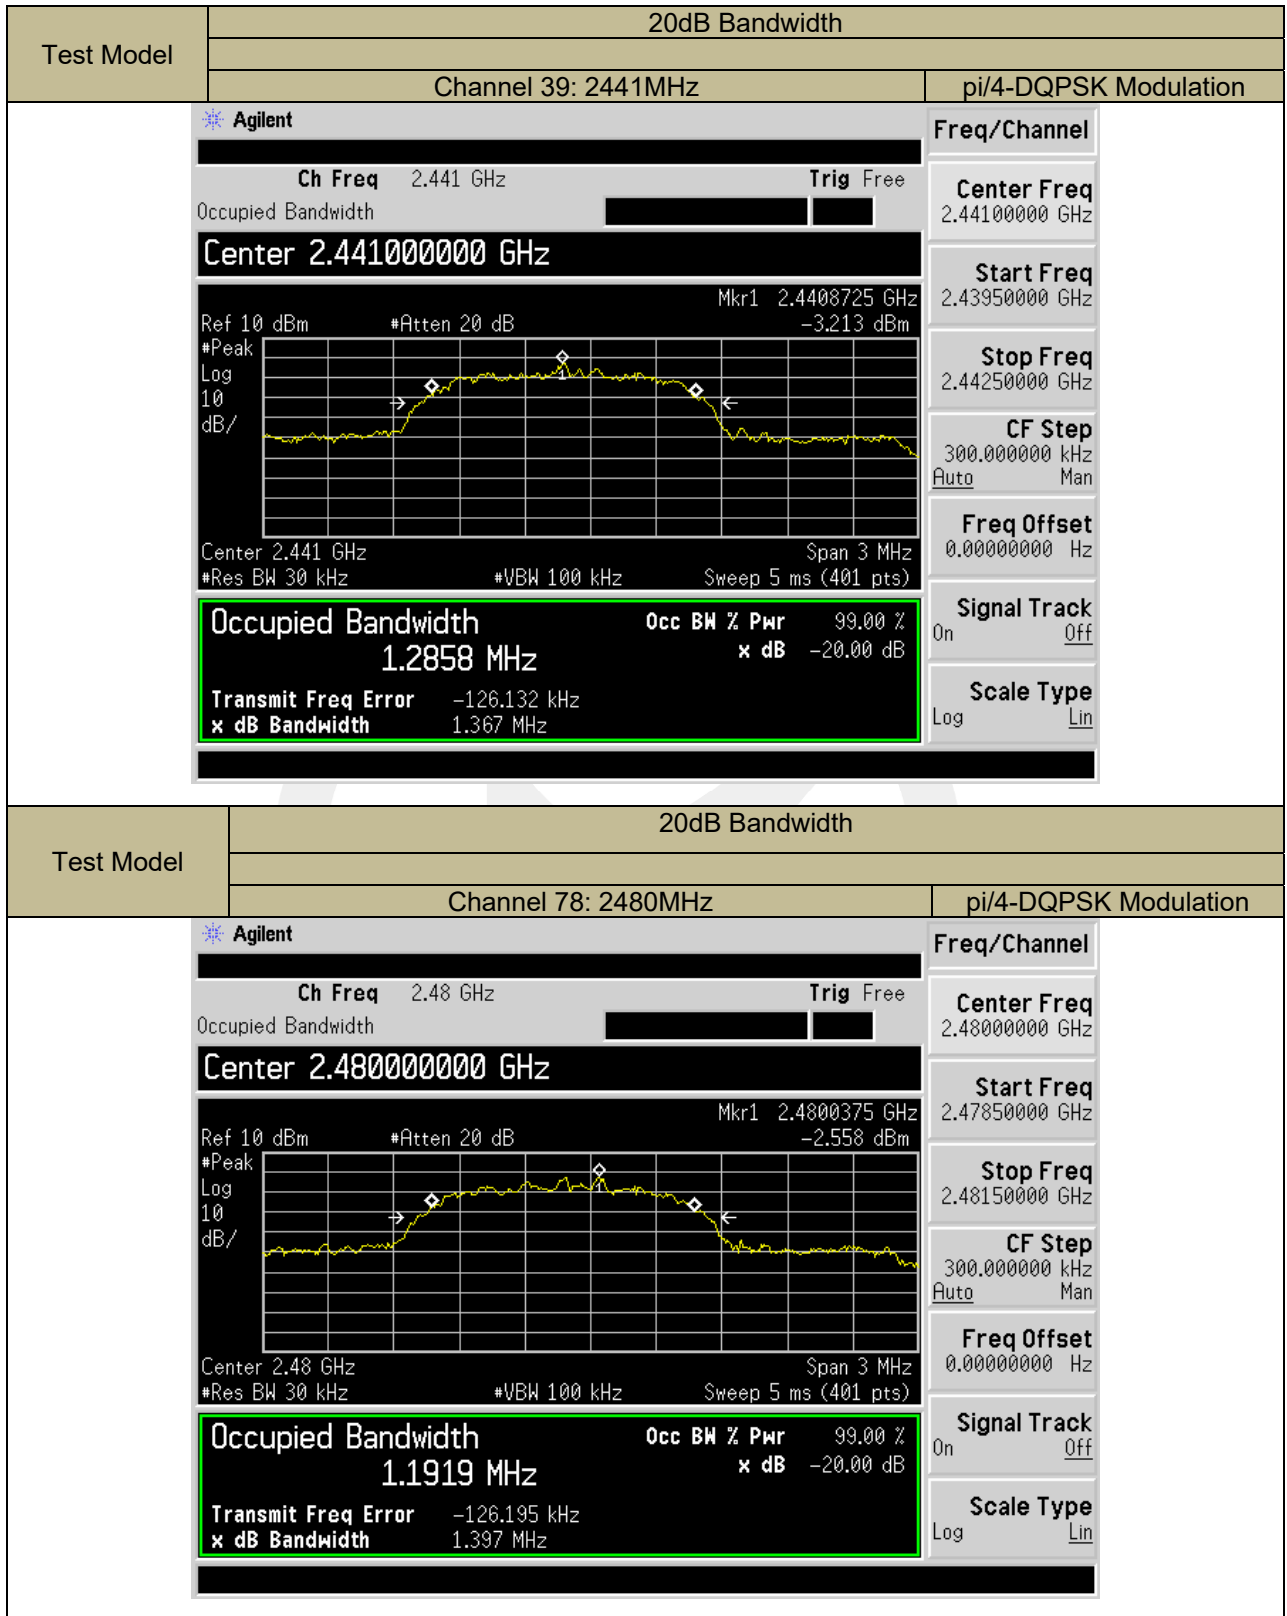 20dB Bandwidth
Test Model
Channel 39: 2441MHz pi/4-DQPSK Modulation
Agilent
Freq/Channel
Ch Freq 2.441 GHz Trig Free
Occupied Bandwidth
Center 2.441000000 GHz
Mkr1 2.4408725 GHz
Ref 10 dBm #Atten 20 dB -3.213 dBm
#Peak
Log
10
dB/
1
Center 2.441 GHz Span 3 MHz
#Res BW 30 kHz #VBW 100 kHz Sweep 5 ms (401 pts)
Occupied Bandwidth Occ BW % Pwr 99.00 %
1.2858 MHz x dB -20.00 dB
Transmit Freq Error -126.132 kHz
x dB Bandwidth 1.367 MHz
Center Freq
2.44100000 GHz
Start Freq
2.43950000 GHz
Stop Freq
2.44250000 GHz
CF Step
300.000000 kHz
Auto Man
Freq Offset
0.00000000 Hz
Signal Track
On Off
Scale Type
Log Lin
20dB Bandwidth
Test Model
Channel 78: 2480MHz pi/4-DQPSK Modulation
Agilent
Freq/Channel
Ch Freq 2.48 GHz Trig Free
Occupied Bandwidth
Center 2.480000000 GHz
Mkr1 2.4800375 GHz
Ref 10 dBm #Atten 20 dB -2.558 dBm
#Peak
Log
10
dB/
1
Center 2.48 GHz Span 3 MHz
#Res BW 30 kHz #VBW 100 kHz Sweep 5 ms (401 pts)
Occupied Bandwidth Occ BW % Pwr 99.00 %
1.1919 MHz x dB -20.00 dB
Transmit Freq Error -126.195 kHz
x dB Bandwidth 1.397 MHz
Center Freq
2.48000000 GHz
Start Freq
2.47850000 GHz
Stop Freq
2.48150000 GHz
CF Step
300.000000 kHz
Auto Man
Freq Offset
0.00000000 Hz
Signal Track
On Off
Scale Type
Log Lin